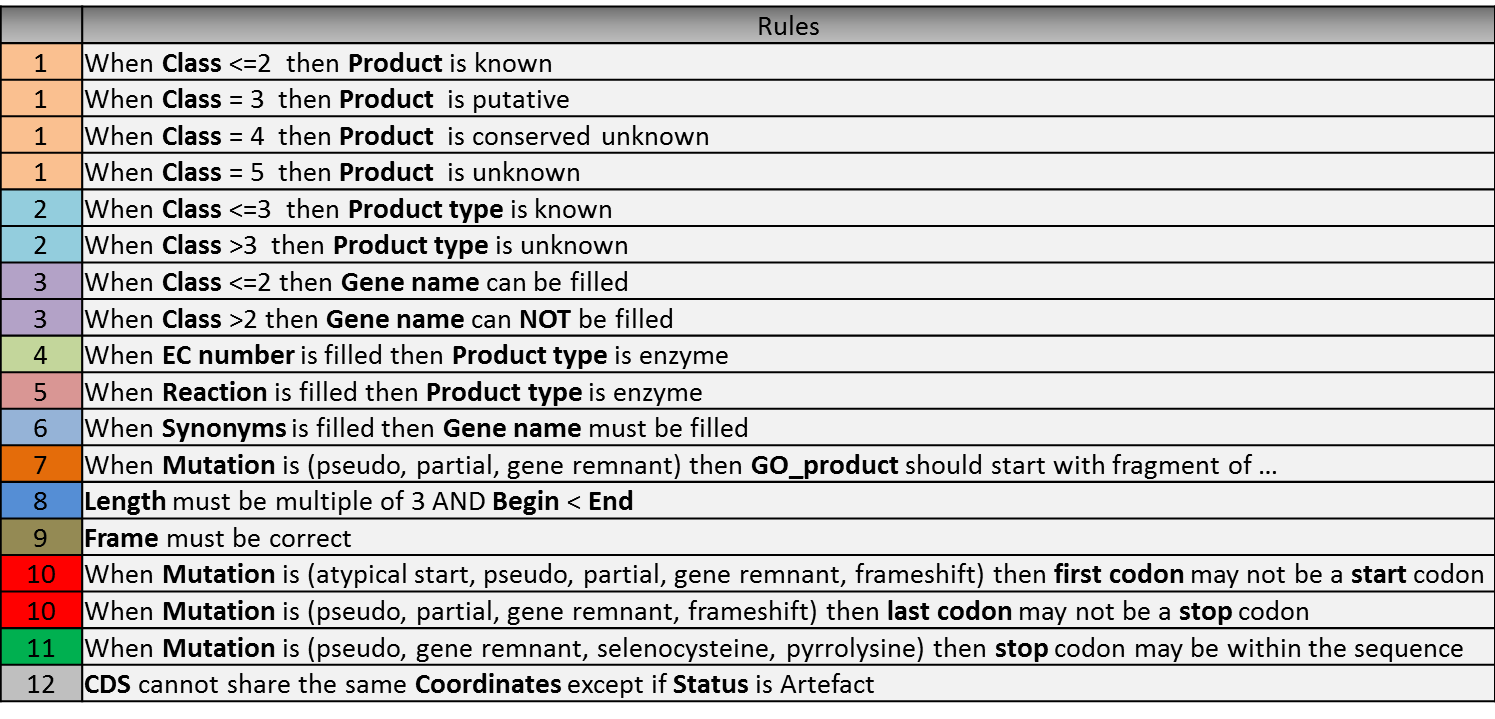 Rules
1 When Class <=2 then Product is known
1 When Class = 3 then Product is putative
1 When Class = 4 then Product is conserved unknown
1 When Class = 5 then Product is unknown
2 When Class <=3 then Product type is known
2 When Class >3 then Product type is unknown
3 When Class <=2 then Gene name can be filled
3 When Class >2 then Gene name can NOT be filled
4 When EC number is filled then Product type is enzyme
5 When Reaction is filled then Product type is enzyme
6 When Synonyms is filled then Gene name must be filled
7 When Mutation is (pseudo, partial, gene remnant) then GO_product should start with fragment of ...
8 Length must be multiple of 3 AND Begin < End
9 Frame must be correct
10 When Mutation is (atypical start, pseudo, partial, gene remnant, frameshift) then first codon may not be a start codon
10 When Mutation is (pseudo, partial, gene remnant, frameshift) then last codon may not be a stop codon
11 When Mutation is (pseudo, gene remnant, selenocysteine, pyrrolysine) then stop codon may be within the sequence
12 CDS cannot share the same Coordinates except if Status is Artefact